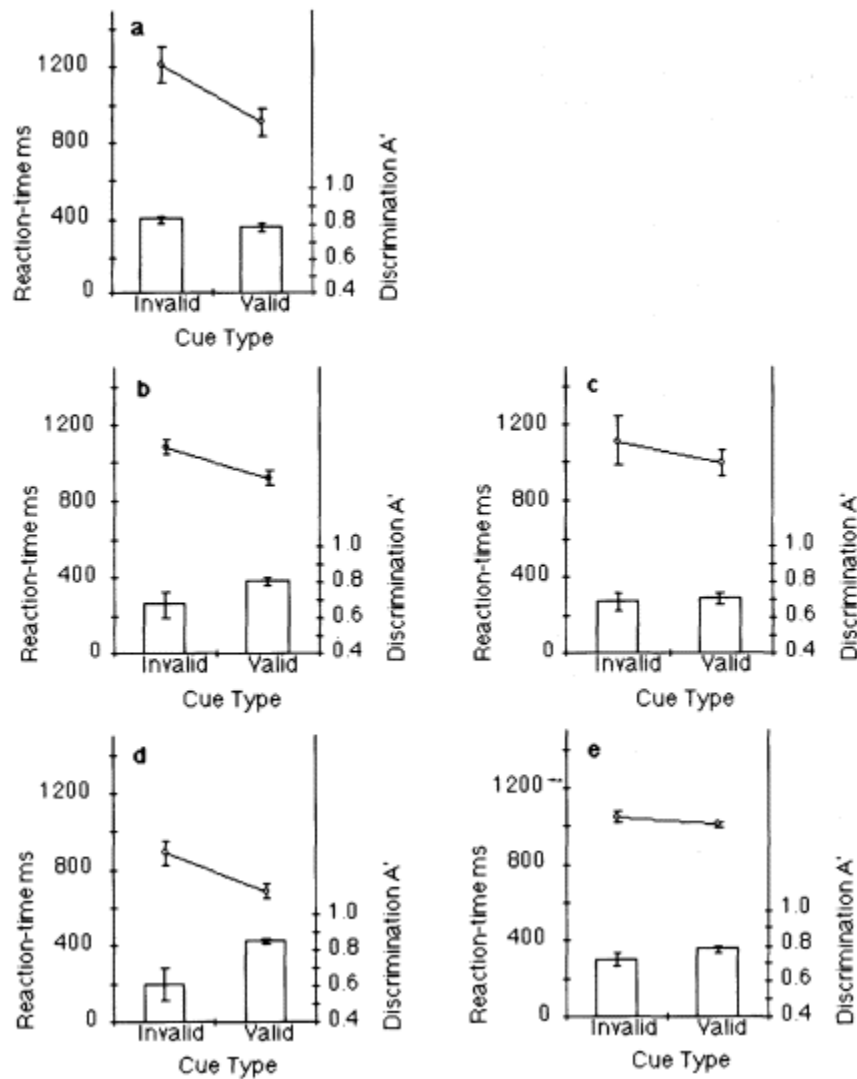 a
Reaction-time ms
1200
800
400
0
Discrimination A'
1.0
0.8
0.6
0.4
Invalid Valid
Cue Type
b
Reaction-time ms
1200
800
400
0
Discrimination A'
1.0
0.8
0.6
0.4
Invalid Valid
Cue Type
c
Reaction-time ms
1200
800
400
0
Discrimination A'
1.0
0.8
0.6
0.4
Invalid Valid
Cue Type
d
Reaction-time ms
1200
800
400
0
Discrimination A'
1.0
0.8
0.6
0.4
Invalid Valid
Cue Type
e
Reaction-time ms
1200
800
400
0
Discrimination A'
1.0
0.8
0.6
0.4
Invalid Valid
Cue Type